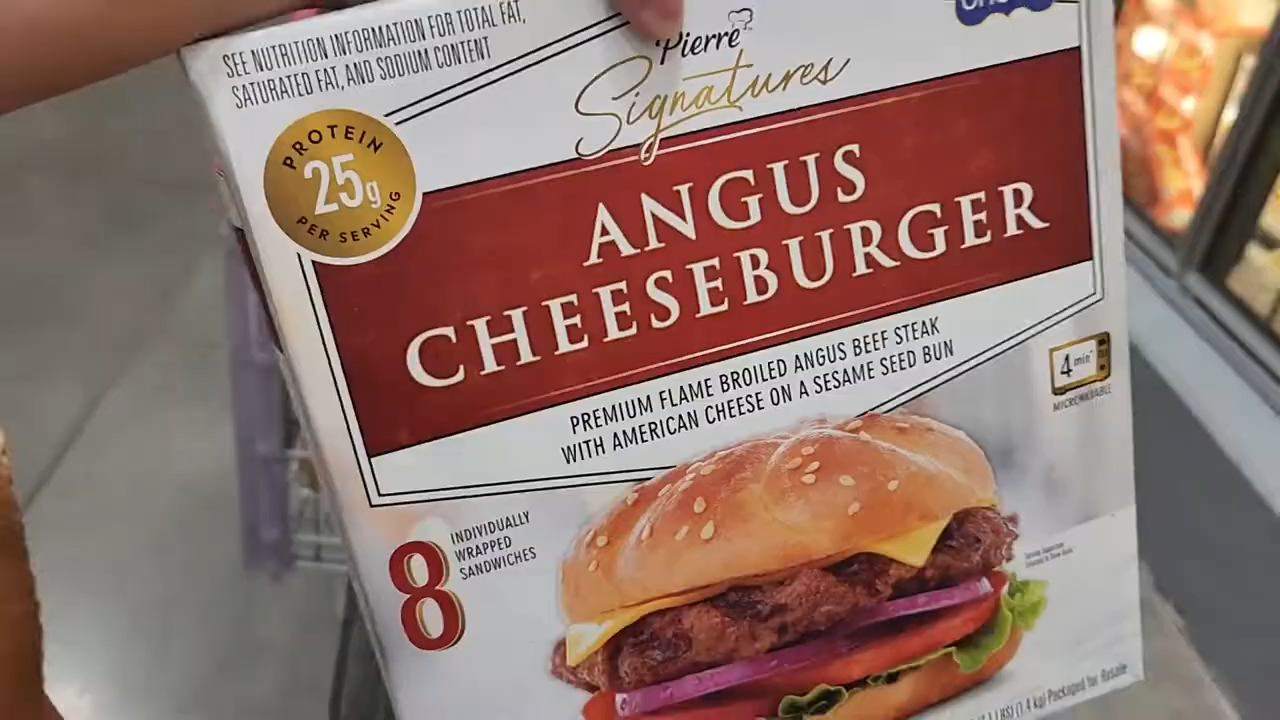 SEE NUTRITION INFORMATION FOR TOTAL FAT,
SATURATED FAT, AND SODIUM CONTENT
Pierre
Signatures
PROTEIN
25g
PER SERVING
ANGUS
CHEESEBURGER
PREMIUM FLAME BROILED ANGUS BEEF STEAK
WITH AMERICAN CHEESE ON A SESAME SEED BUN
4 min*
MICROWAVABLE
8
INDIVIDUALLY
WRAPPED
SANDWICHES
LBS) (1.4 kg) Packaged for Resale